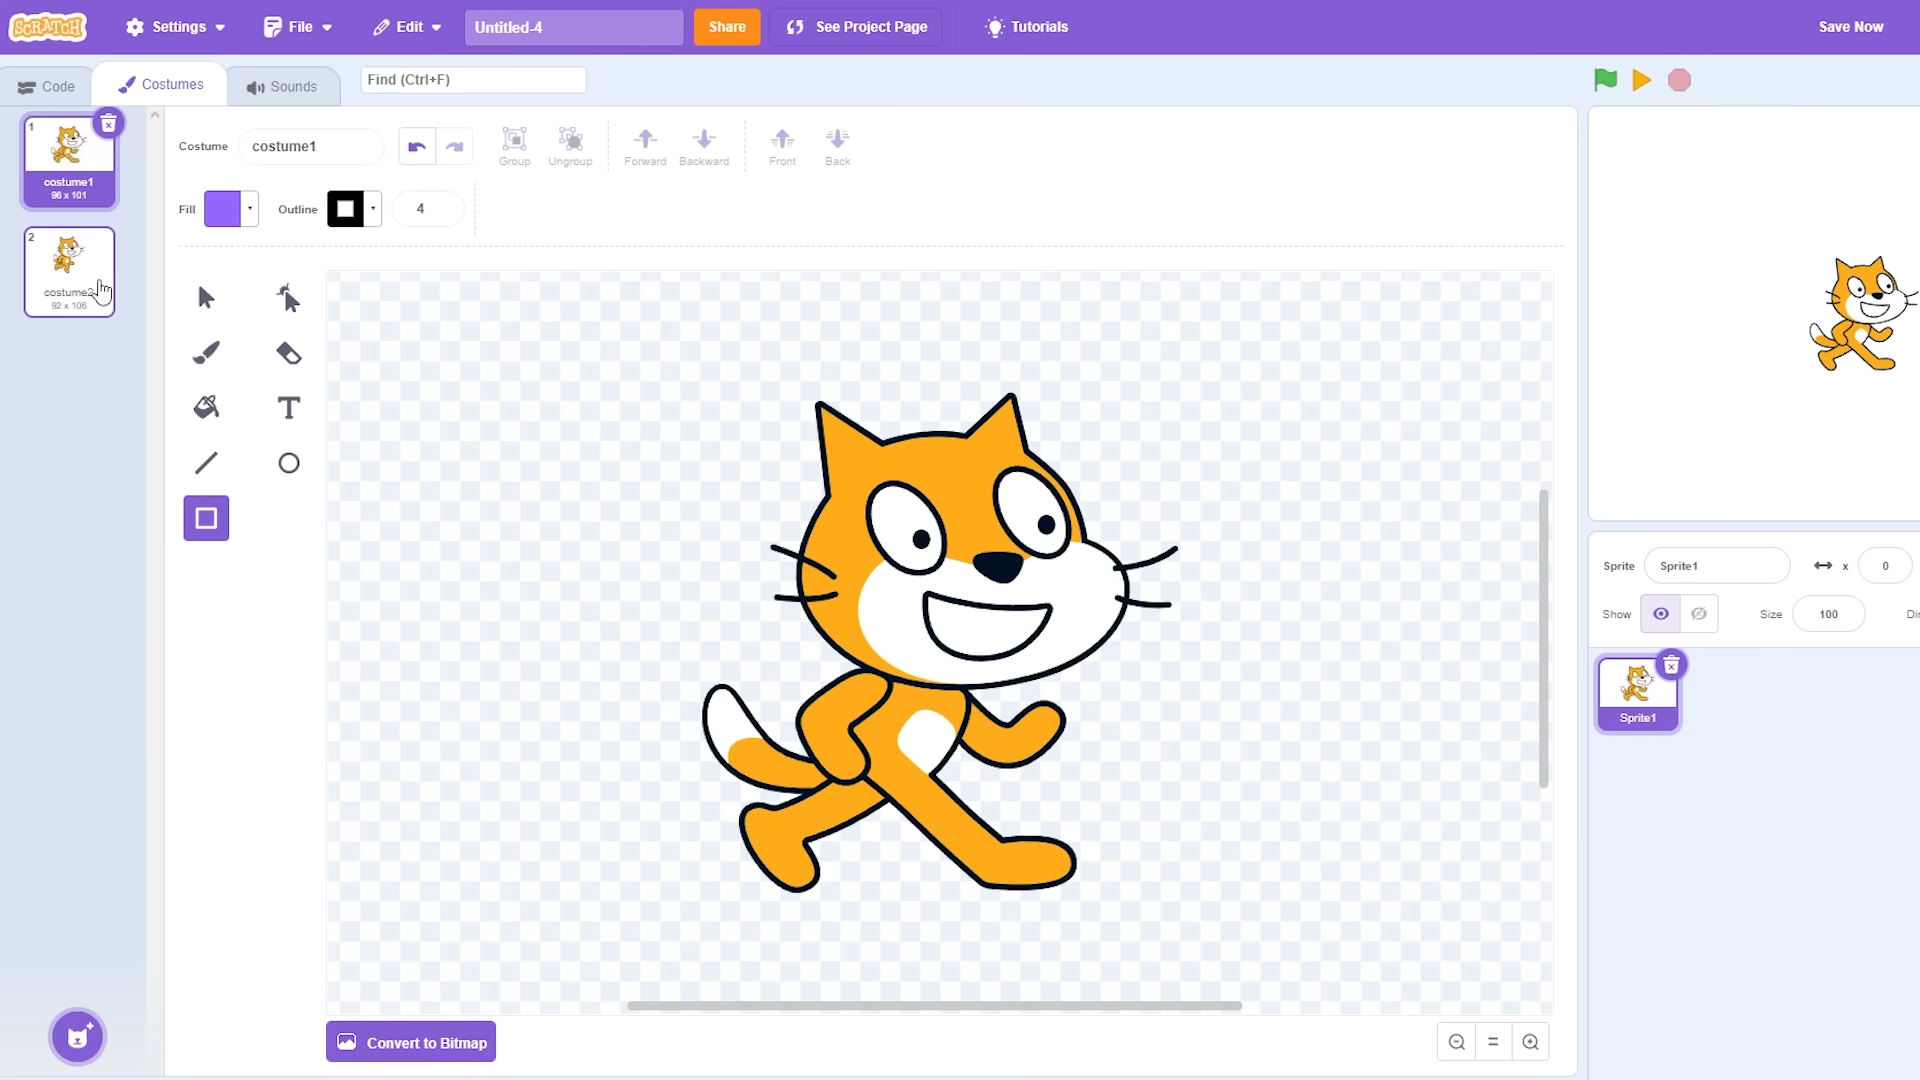 SCRATCH Settings File Edit Untitled-4 Share See Project Page Tutorials Save Now
Code Costumes Sounds Find (Ctrl+F)
1
costume1
96 x 101
2
costume2
92 x 106
Costume costume1 Group Ungroup Forward Backward Front Back
Fill Outline 4
T
Convert to Bitmap
Sprite Sprite1 x 0
Show Size 100 Dir
Sprite1